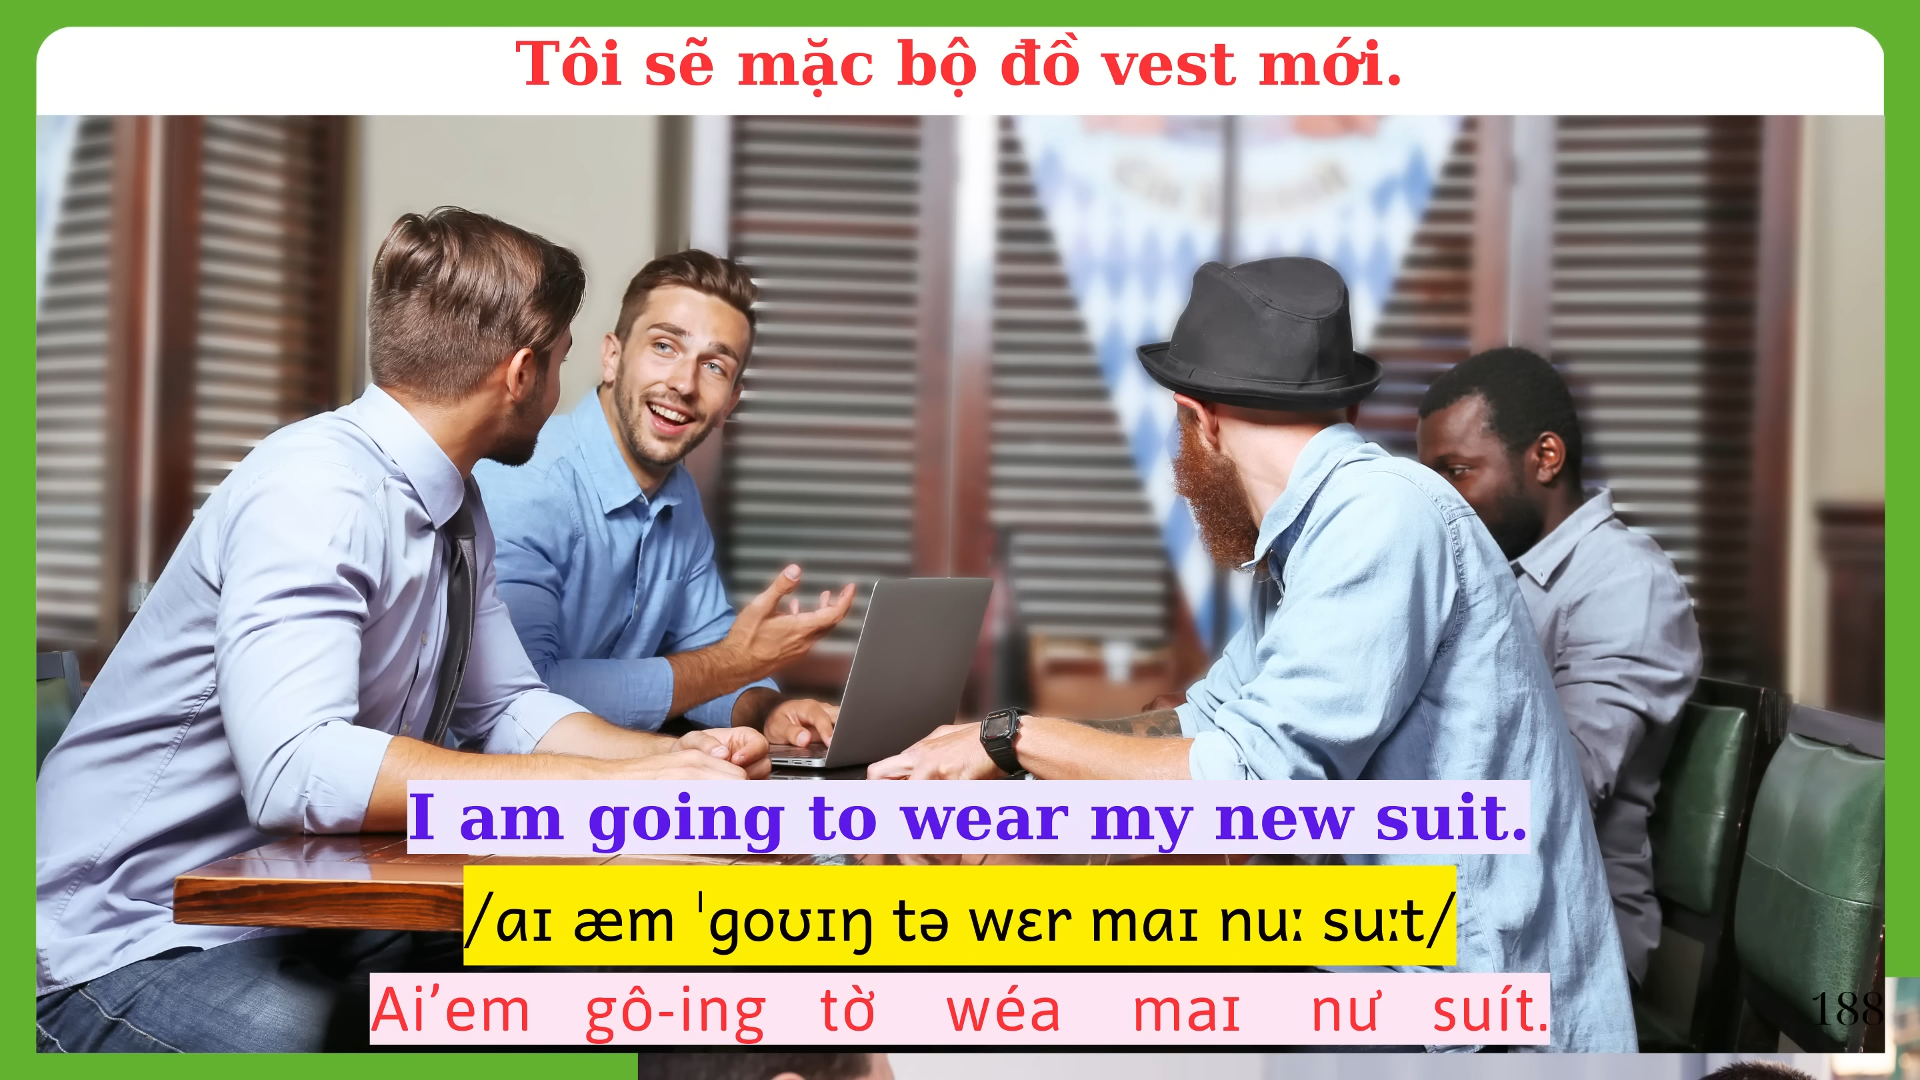 Tôi sẽ mặc bộ đồ vest mới.
I am going to wear my new suit.
/aɪ æm ˈɡoʊɪŋ tə wɛr maɪ nuː suːt/
Ai’em gô-ing tờ wéa maɪ nư suít.
188